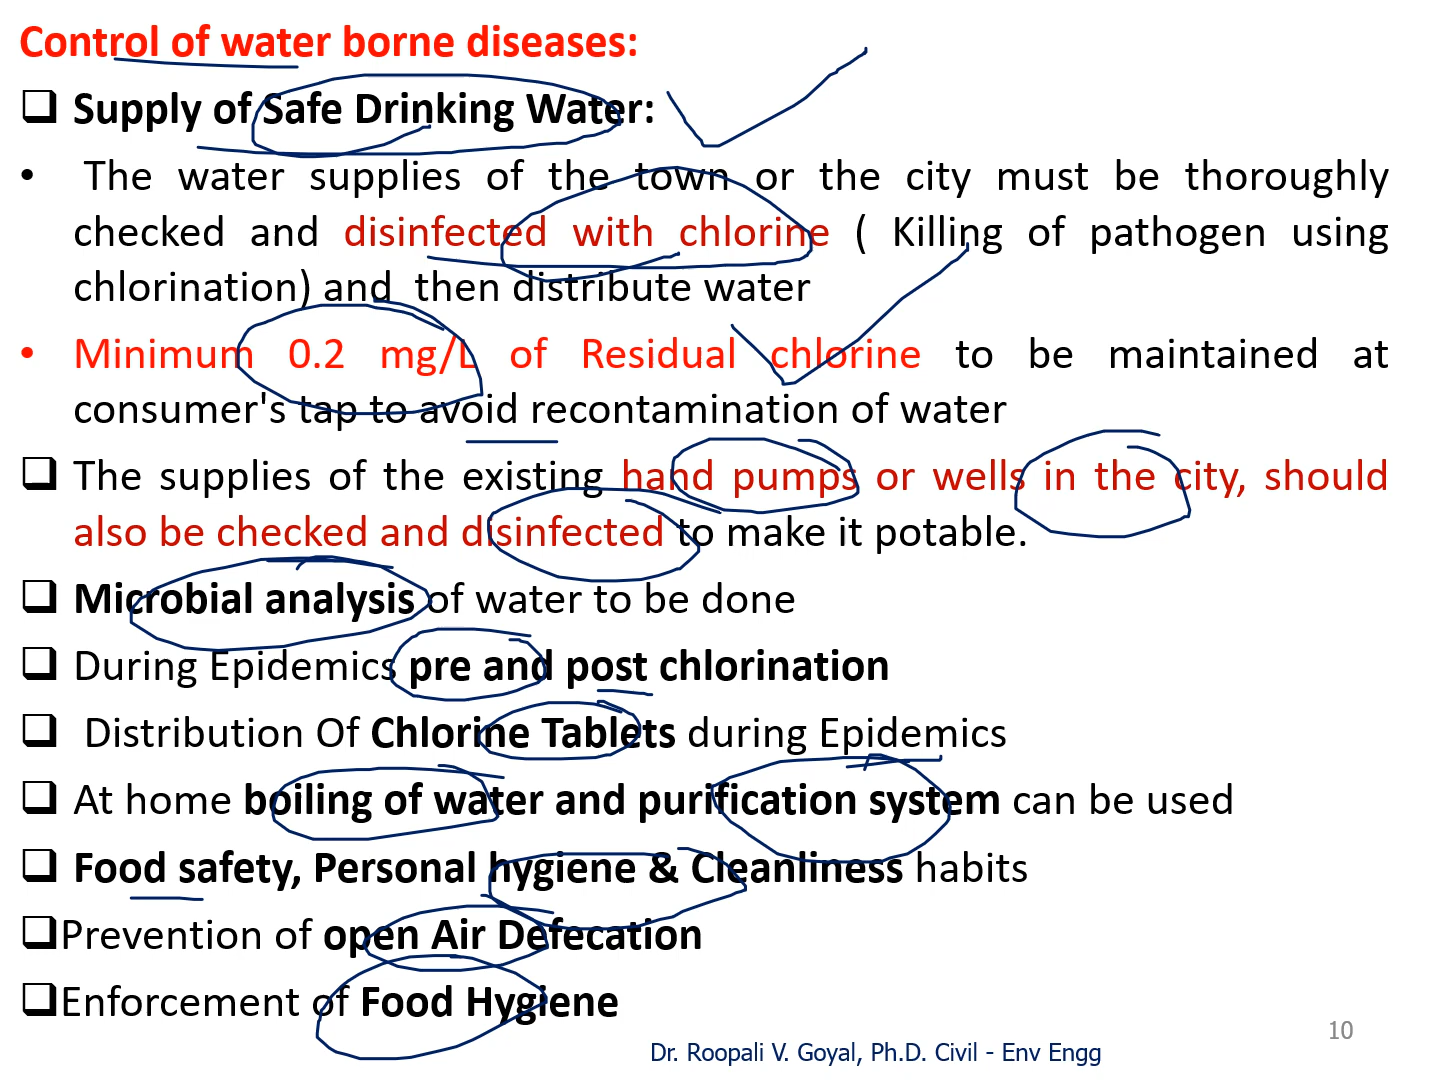 Control of water borne diseases:
❑ Supply of Safe Drinking Water:
• The water supplies of the town or the city must be thoroughly
checked and disinfected with chlorine ( Killing of pathogen using
chlorination) and then distribute water
• Minimum 0.2 mg/L of Residual chlorine to be maintained at
consumer's tap to avoid recontamination of water
❑ The supplies of the existing hand pumps or wells in the city, should
also be checked and disinfected to make it potable.
❑ Microbial analysis of water to be done
❑ During Epidemics pre and post chlorination
❑ Distribution Of Chlorine Tablets during Epidemics
❑ At home boiling of water and purification system can be used
❑ Food safety, Personal hygiene & Cleanliness habits
❑Prevention of open Air Defecation
❑Enforcement of Food Hygiene
10
Dr. Roopali V. Goyal, Ph.D. Civil - Env Engg